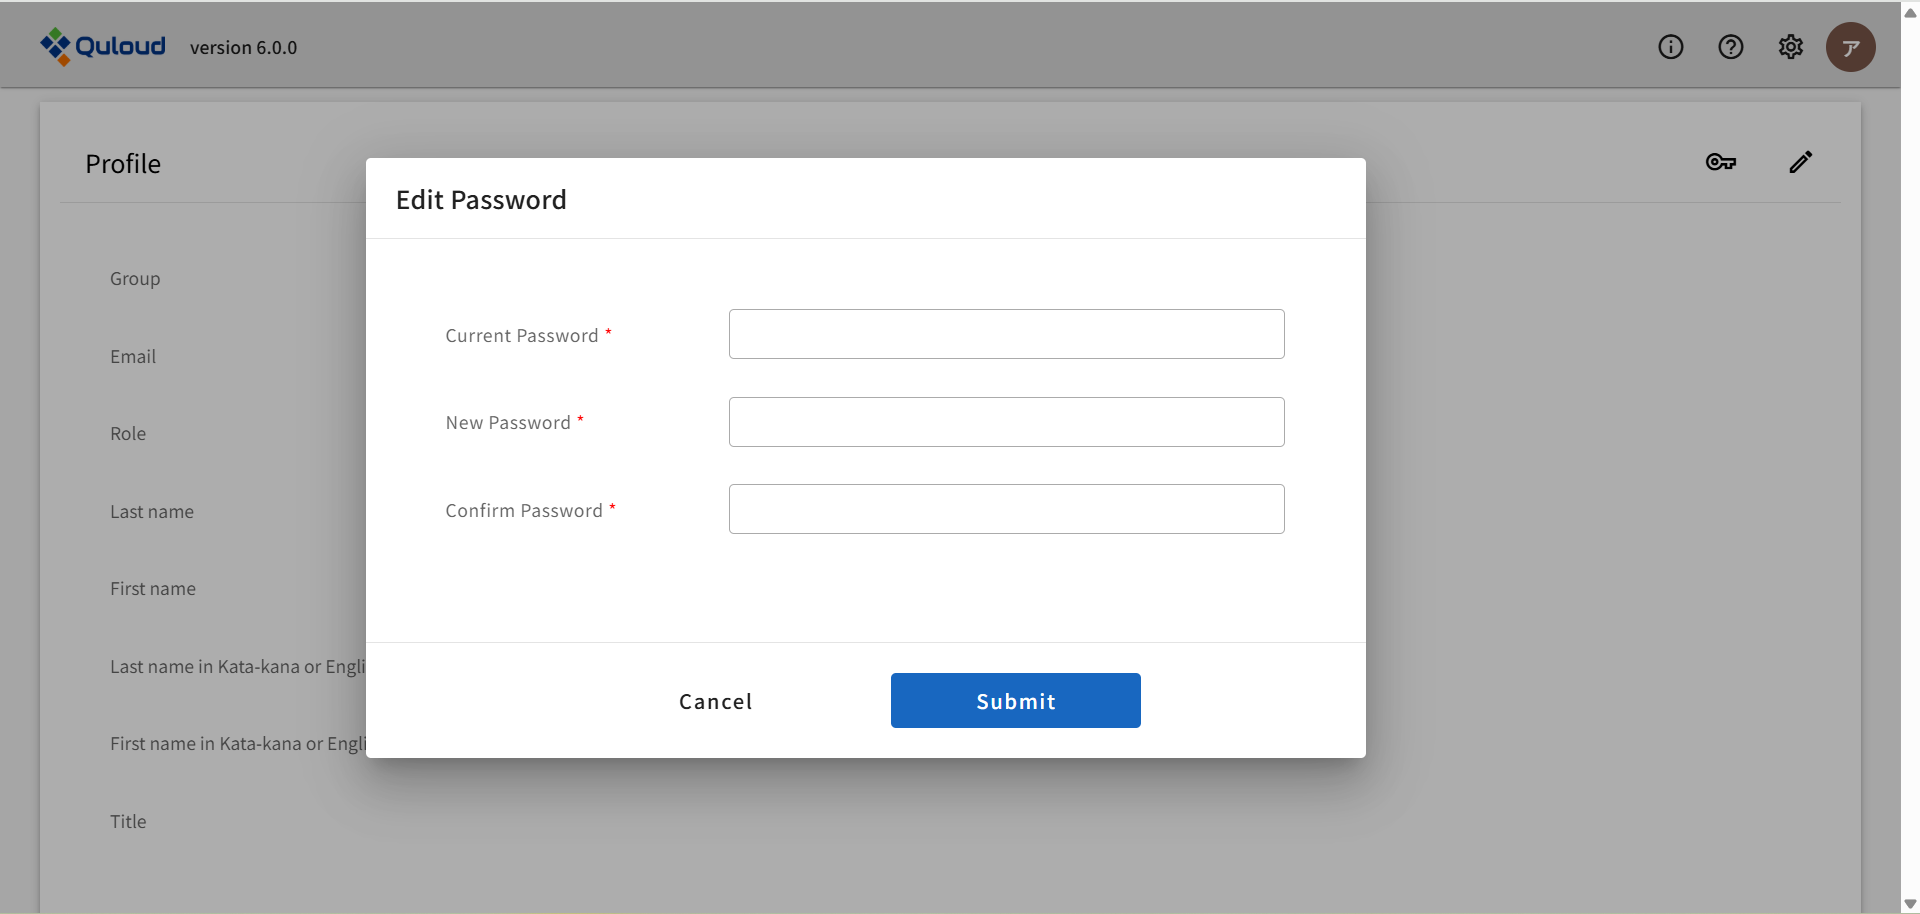 Quloud version 6.0.0
ア
Profile
Edit Password
Group
Current Password *
Email
New Password *
Role
Confirm Password *
Last name
First name
Last name in Kata-kana or Engli
First name in Kata-kana or Engli
Cancel
Submit
Title